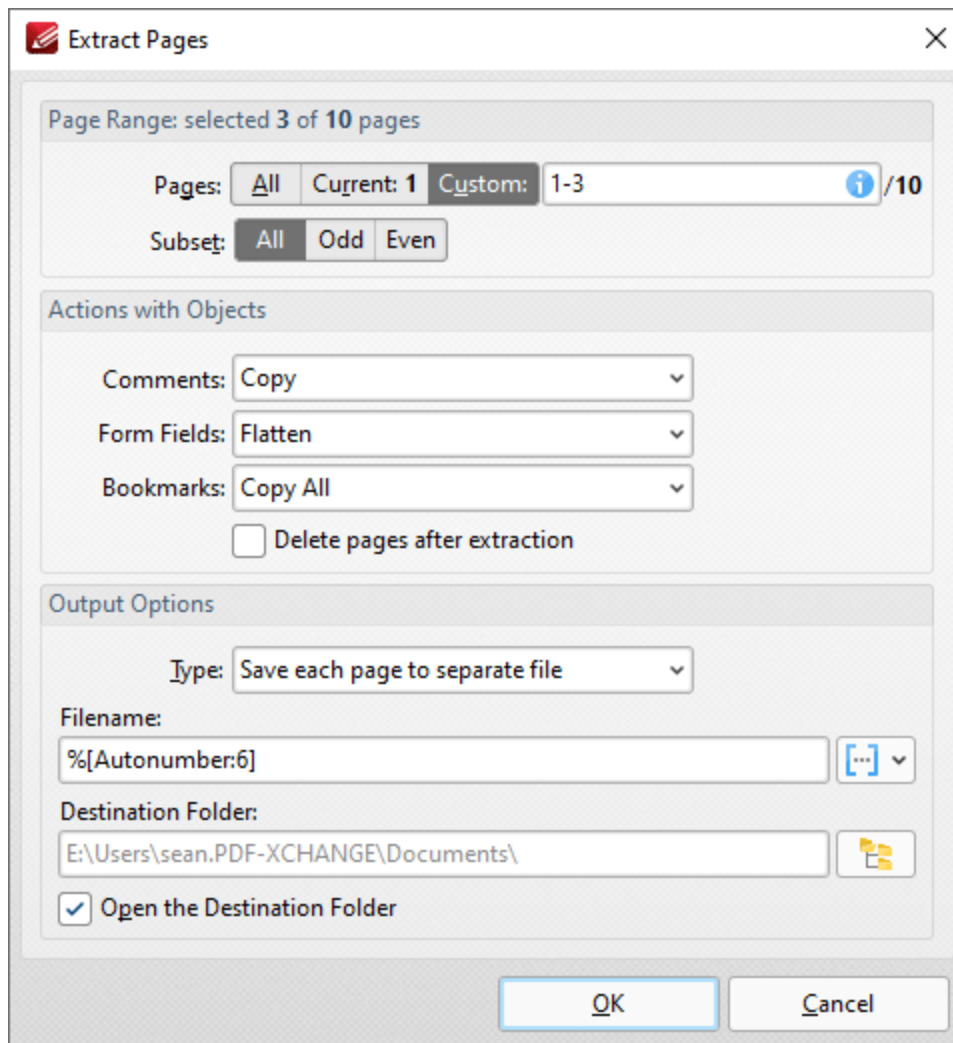 Extract Pages
Page Range: selected 3 of 10 pages
Pages: All Current: 1 Custom: 1-3 /10
Subset: All Odd Even
Actions with Objects
Comments: Copy
Form Fields: Flatten
Bookmarks: Copy All
Delete pages after extraction
Output Options
Type: Save each page to separate file
Filename:
%[Autonumber:6]
Destination Folder:
E:\Users\sean.PDF-XCHANGE\Documents\
Open the Destination Folder
OK Cancel